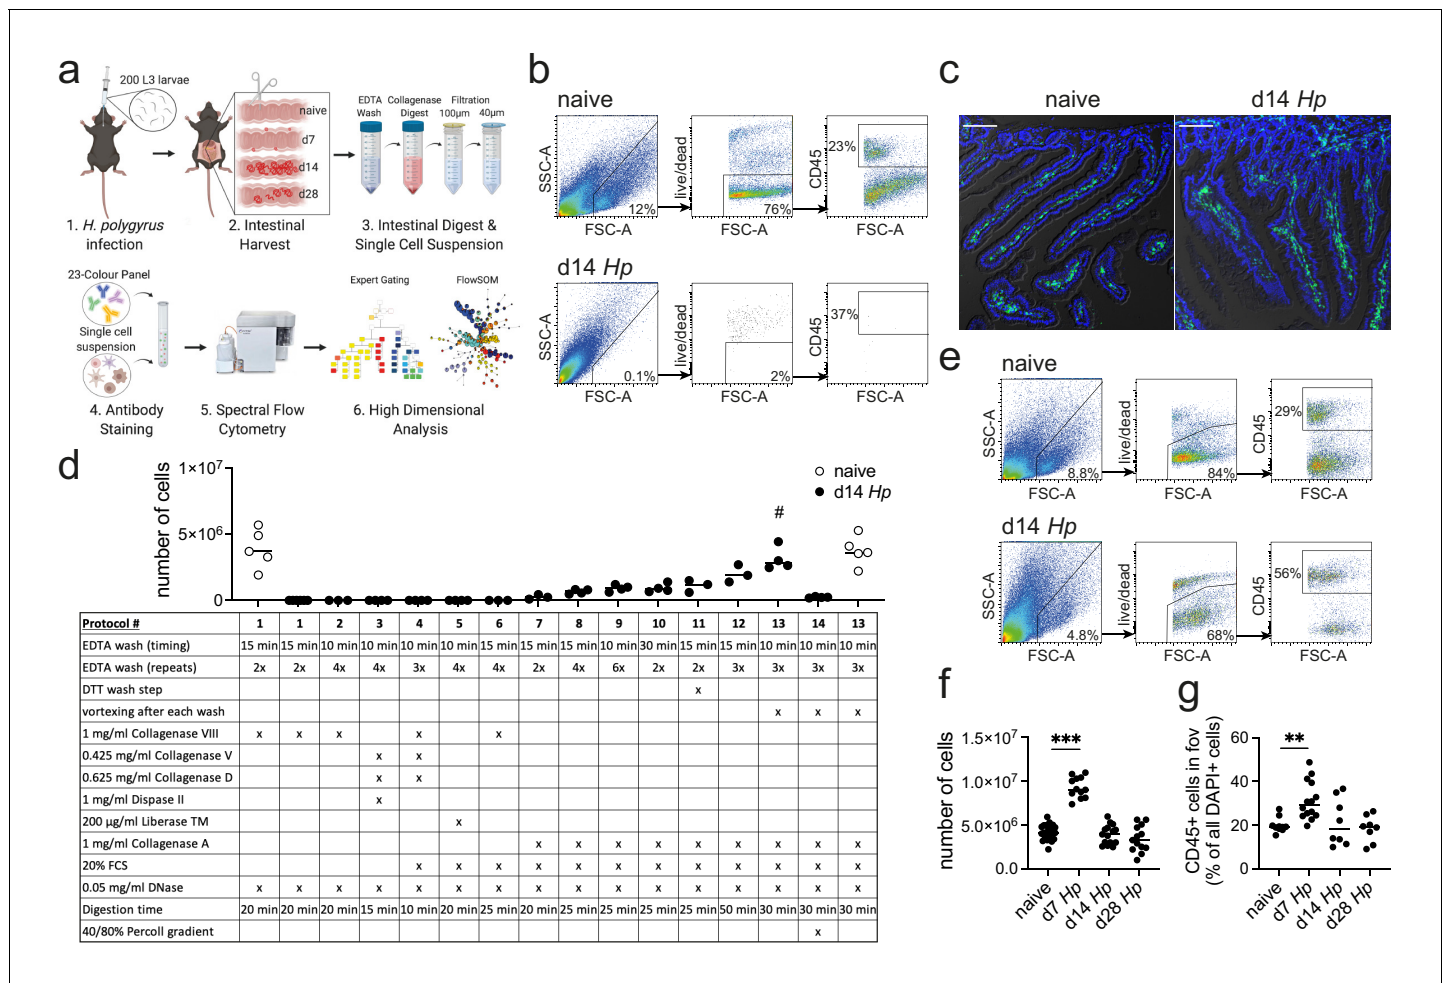 a
200 L3 larvae
naive
d7
d14
d28
EDTA Wash
Collagenase Digest
Filtration
100µm
40µm
1. H. polygyrus infection
2. Intestinal Harvest
3. Intestinal Digest & Single Cell Suspension
23-Colour Panel
Single cell suspension
Expert Gating
FlowSOM
4. Antibody Staining
5. Spectral Flow Cytometry
6. High Dimensional Analysis
b
naive
SSC-A
12%
FSC-A
live/dead
76%
FSC-A
CD45
23%
FSC-A
d14 Hp
SSC-A
0.1%
FSC-A
live/dead
2%
FSC-A
CD45
37%
FSC-A
c
naive
d14 Hp
d
number of cells
1×10⁷
5×10⁶
0
naive
d14 Hp
#
Protocol # 1 1 2 3 4 5 6 7 8 9 10 11 12 13 14 13
EDTA wash (timing) 15 min 15 min 10 min 10 min 10 min 10 min 15 min 15 min 15 min 10 min 30 min 15 min 15 min 10 min 10 min 10 min
EDTA wash (repeats) 2x 2x 4x 4x 3x 4x 4x 2x 4x 6x 2x 2x 3x 3x 3x 3x
DTT wash step x
vortexing after each wash x x x
1 mg/ml Collagenase VIII x x x x x
0.425 mg/ml Collagenase V x x
0.625 mg/ml Collagenase D x x
1 mg/ml Dispase II x
200 µg/ml Liberase TM x
1 mg/ml Collagenase A x x x x x x x x x
20% FCS x x x x x x x x x x x x
0.05 mg/ml DNase x x x x x x x x x x x x x x x x
Digestion time 20 min 20 min 20 min 15 min 10 min 20 min 25 min 20 min 25 min 25 min 25 min 25 min 50 min 30 min 30 min 30 min
40/80% Percoll gradient x
e
naive
SSC-A
8.8%
FSC-A
live/dead
84%
FSC-A
CD45
29%
FSC-A
d14 Hp
SSC-A
4.8%
FSC-A
live/dead
68%
FSC-A
CD45
56%
FSC-A
f
number of cells
1.5×10⁷
1.0×10⁷
5.0×10⁶
0.0
***
naive
d7 Hp
d14 Hp
d28 Hp
g
CD45+ cells in fov
(% of all DAPI+ cells)
60
40
20
0
**
naive
d7 Hp
d14 Hp
d28 Hp